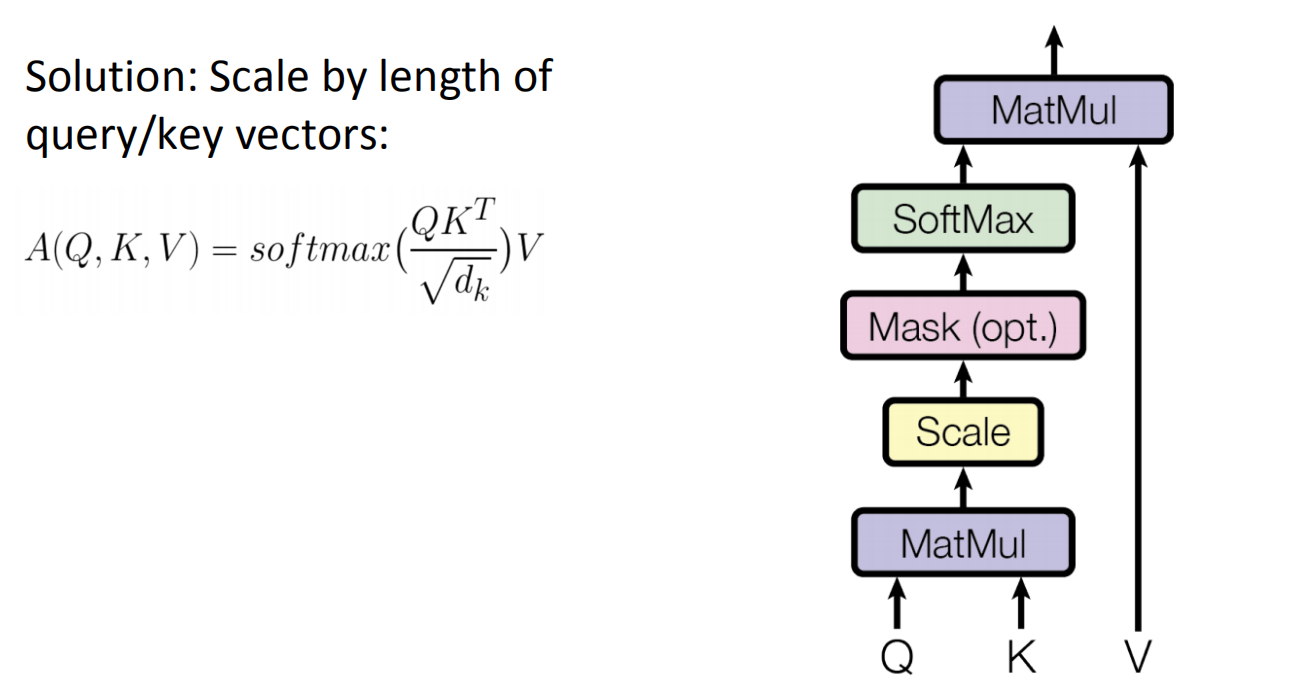 Solution: Scale by length of
query/key vectors:
A(Q, K, V) = softmax(\frac{QK^T}{\sqrt{d_k}})V
MatMul
SoftMax
Mask (opt.)
Scale
MatMul
Q K V